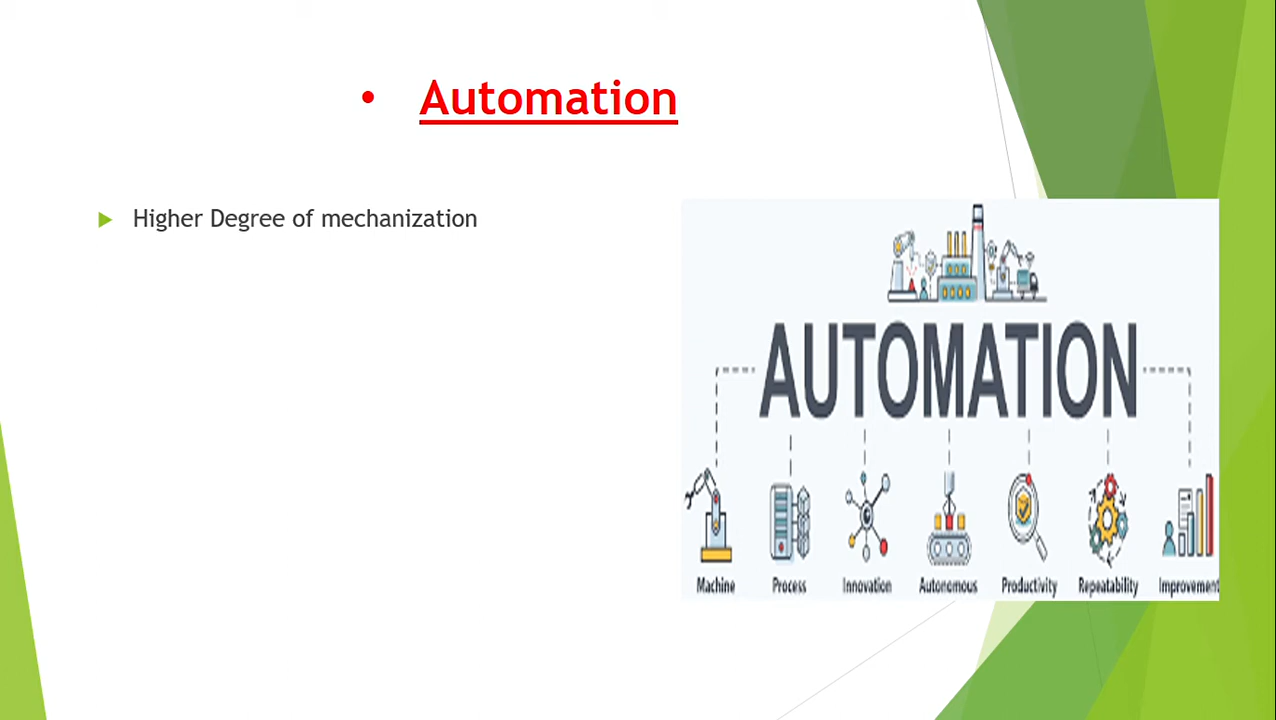 • Automation
Higher Degree of mechanization
AUTOMATION
Machine Process Innovation Autonomous Productivity Repeatability Improvement